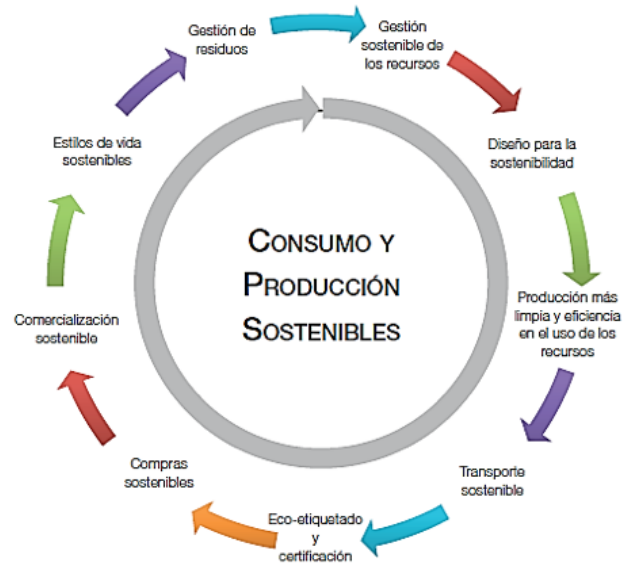 Gestión de
residuos
Gestión
sostenible de
los recursos
Diseño para la
sostenibilidad
Producción más
limpia y eficiencia
en el uso de los
recursos
Transporte
sostenible
Eco-etiquetado
y
certificación
Compras
sostenibles
Comercialización
sostenible
Estilos de vida
sostenibles
CONSUMO Y
PRODUCCIÓN
SOSTENIBLES